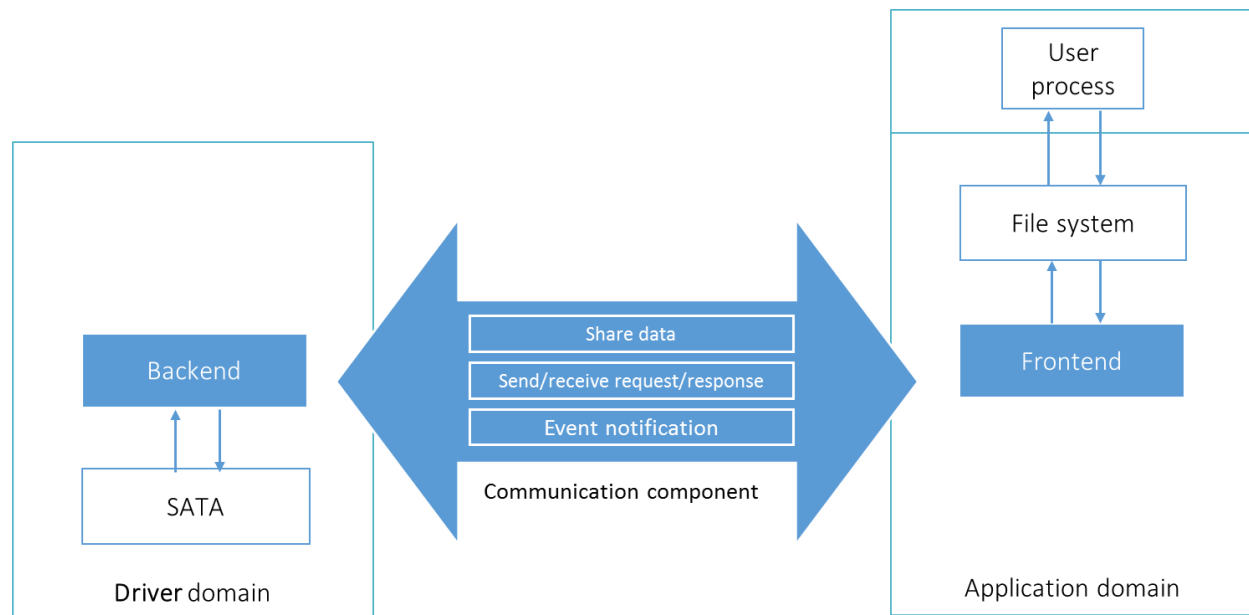 User
process
File system
Share data
Backend
Frontend
Send/receive request/response
Event notification
Communication component
SATA
Driver domain
Application domain